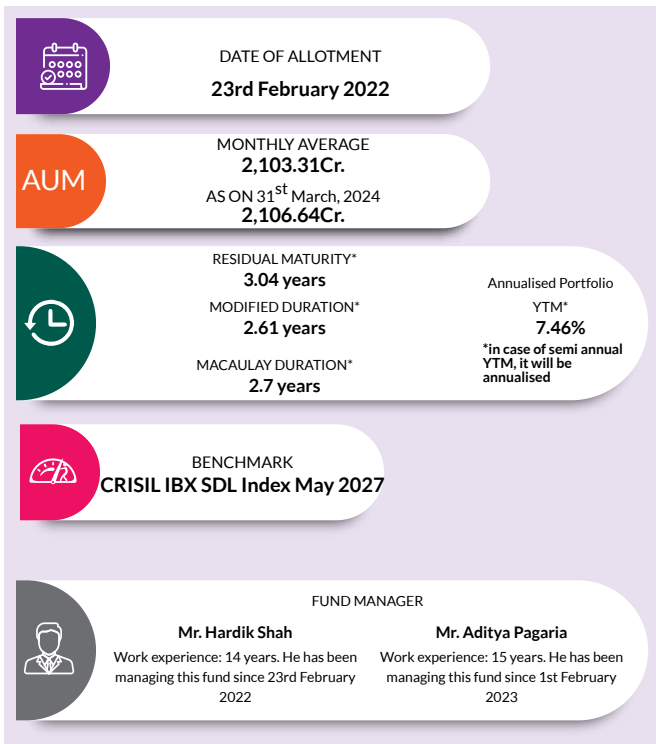 DATE OF ALLOTMENT
23rd February 2022
AUM
MONTHLY AVERAGE
2,103.31Cr.
AS ON 31st March, 2024
2,106.64Cr.
RESIDUAL MATURITY*
3.04 years
MODIFIED DURATION*
2.61 years
MACAULAY DURATION*
2.7 years
Annualised Portfolio
YTM*
7.46%
*in case of semi annual
YTM, it will be
annualised
BENCHMARK
CRISIL IBX SDL Index May 2027
FUND MANAGER
Mr. Hardik Shah
Work experience: 14 years. He has been
managing this fund since 23rd February
2022
Mr. Aditya Pagaria
Work experience: 15 years. He has been
managing this fund since 1st February
2023